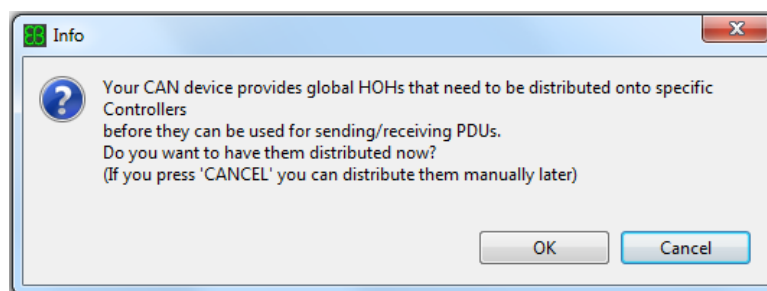 Info
Your CAN device provides global HOHs that need to be distributed onto specific
Controllers
before they can be used for sending/receiving PDUs.
Do you want to have them distributed now?
(If you press 'CANCEL' you can distribute them manually later)
OK
Cancel